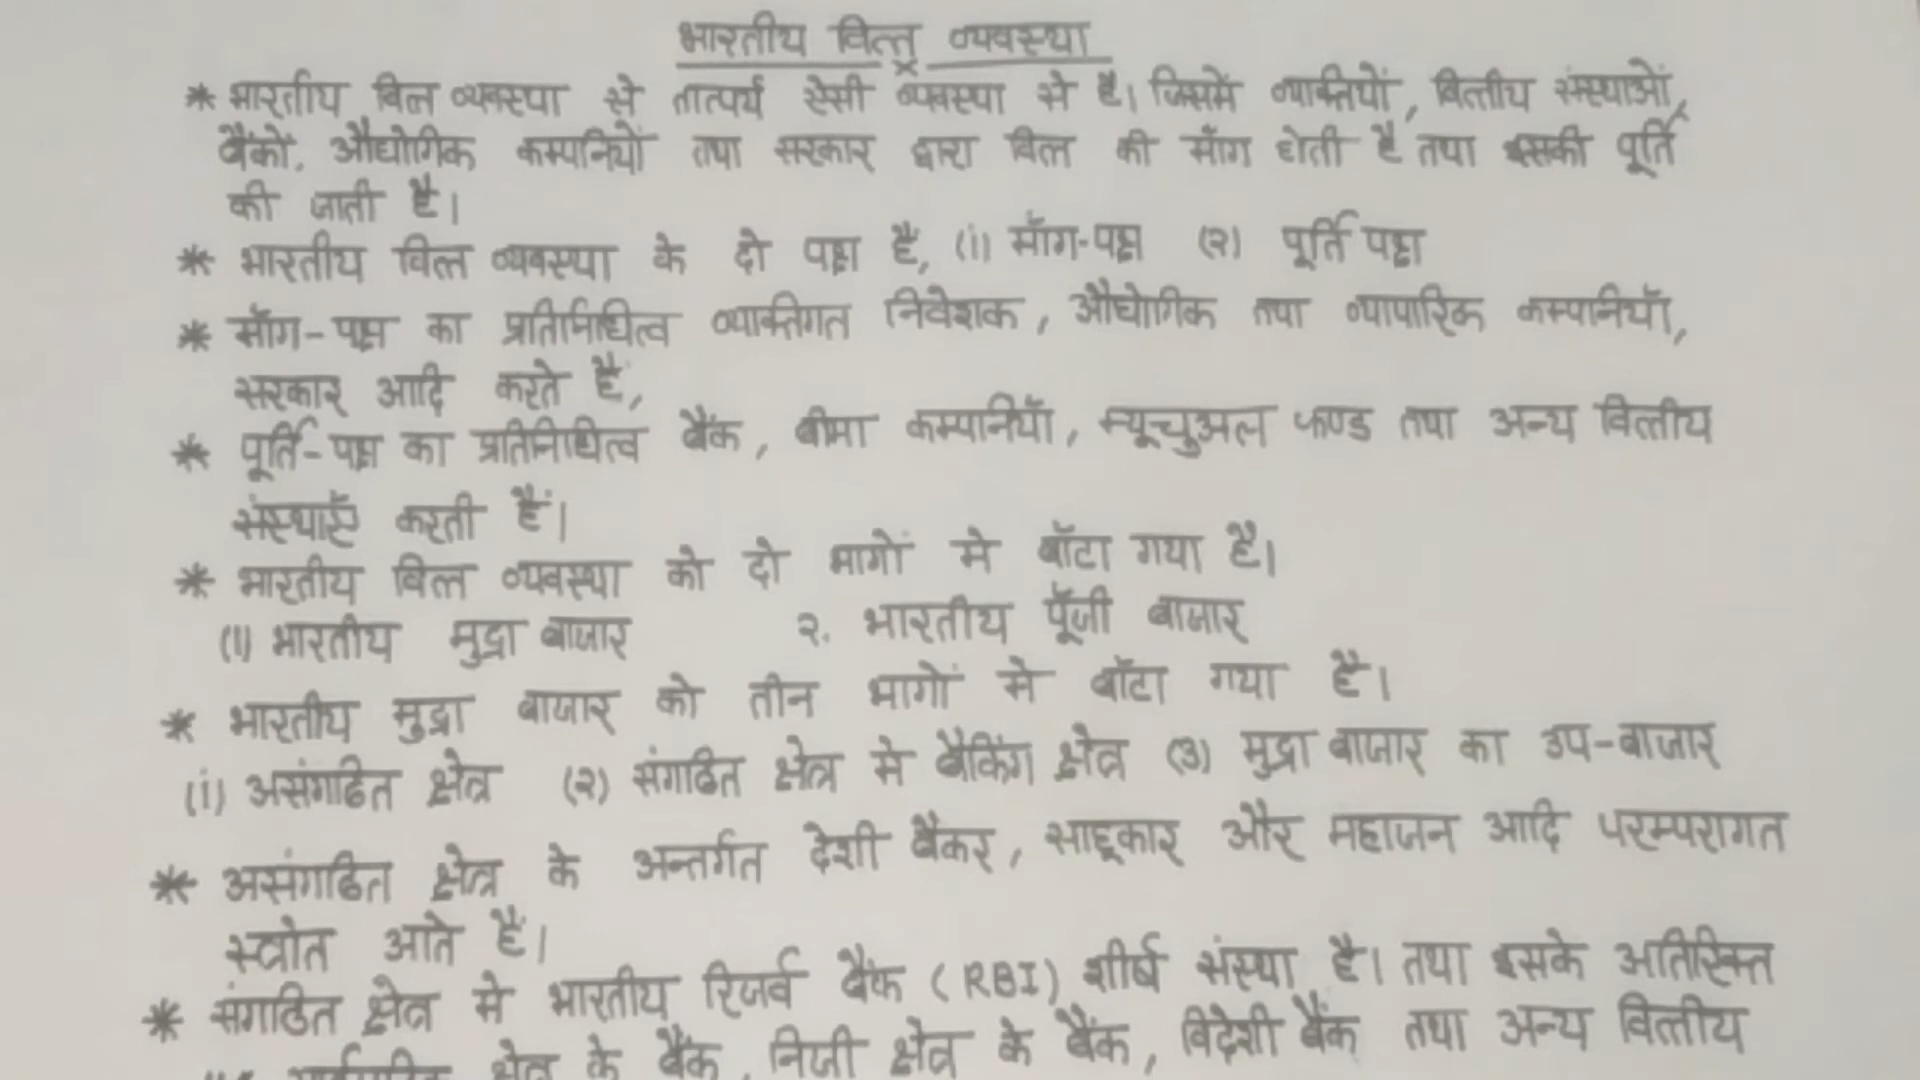 भारतीय वित्त व्यवस्था
* भारतीय वित्त व्यवस्था से तात्पर्य ऐसी व्यवस्था से है। जिसमें व्यक्तियों, वित्तीय संस्थाओं,
बैंकों, औद्योगिक कम्पनियों तथा सरकार द्वारा वित्त की माँग होती है तथा इसकी पूर्ति
की जाती है।
* भारतीय वित्त व्यवस्था के दो पक्ष है, (i) माँग-पक्ष (२) पूर्ति पक्ष
* माँग-पक्ष का प्रतिनिधित्व व्यक्तिगत निवेशक, औद्योगिक तथा व्यापारिक कम्पनियाँ,
सरकार आदि करते हैं,
* पूर्ति-पक्ष का प्रतिनिधित्व बैंक, बीमा कम्पनियाँ, म्यूच्युअल फण्ड तथा अन्य वित्तीय
संस्थाएँ करती हैं।
* भारतीय वित्त व्यवस्था को दो भागों मे बाँटा गया है।
(1) भारतीय मुद्रा बाजार २. भारतीय पूँजी बाजार
* भारतीय मुद्रा बाजार को तीन भागों मे बाँटा गया है।
(i) असंगठित क्षेत्र (२) संगठित क्षेत्र मे बैकिंग क्षेत्र (३) मुद्रा बाजार का उप-बाजार
* असंगठित क्षेत्र के अन्तर्गत देशी बैंकर, साहूकार और महाजन आदि परम्परागत
स्त्रोत आते हैं।
* संगठित क्षेत्र मे भारतीय रिजर्व बैंक (RBI) शीर्ष संस्था है। तथा इसके अतिरिक्त
क्षेत्र के बैंक, निजी क्षेत्र के बैंक, विदेशी बैंक तथा अन्य वित्तीय